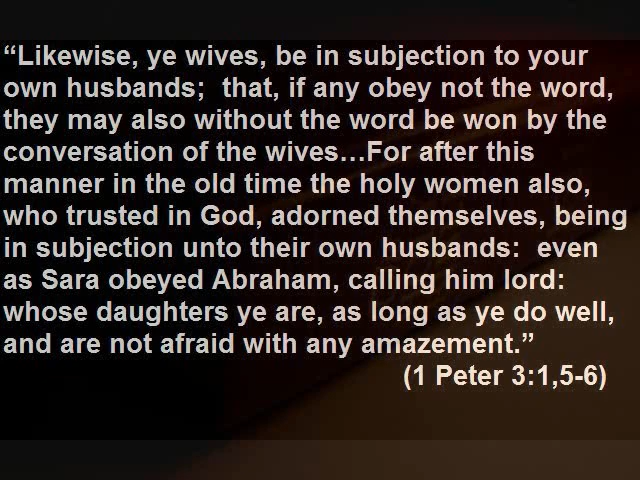 “Likewise, ye wives, be in subjection to your
own husbands;  that, if any obey not the word,
they may also without the word be won by the
conversation of the wives…For after this
manner in the old time the holy women also,
who trusted in God, adorned themselves, being
in subjection unto their own husbands:  even
as Sara obeyed Abraham, calling him lord:
whose daughters ye are, as long as ye do well,
and are not afraid with any amazement.”
(1 Peter 3:1,5-6)